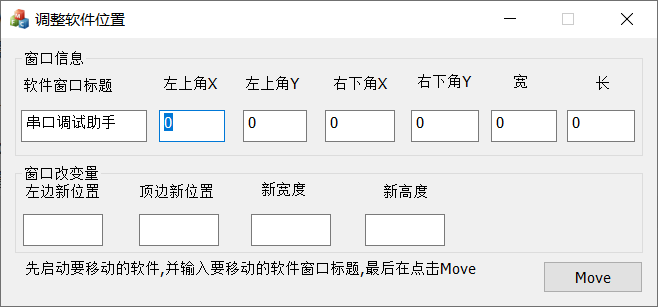 调整软件位置
窗口信息
软件窗口标题 左上角X 左上角Y 右下角X 右下角Y 宽 长
串口调试助手 0 0 0 0 0 0
窗口改变量
左边新位置 顶边新位置 新宽度 新高度
先启动要移动的软件,并输入要移动的软件窗口标题,最后在点击Move
Move